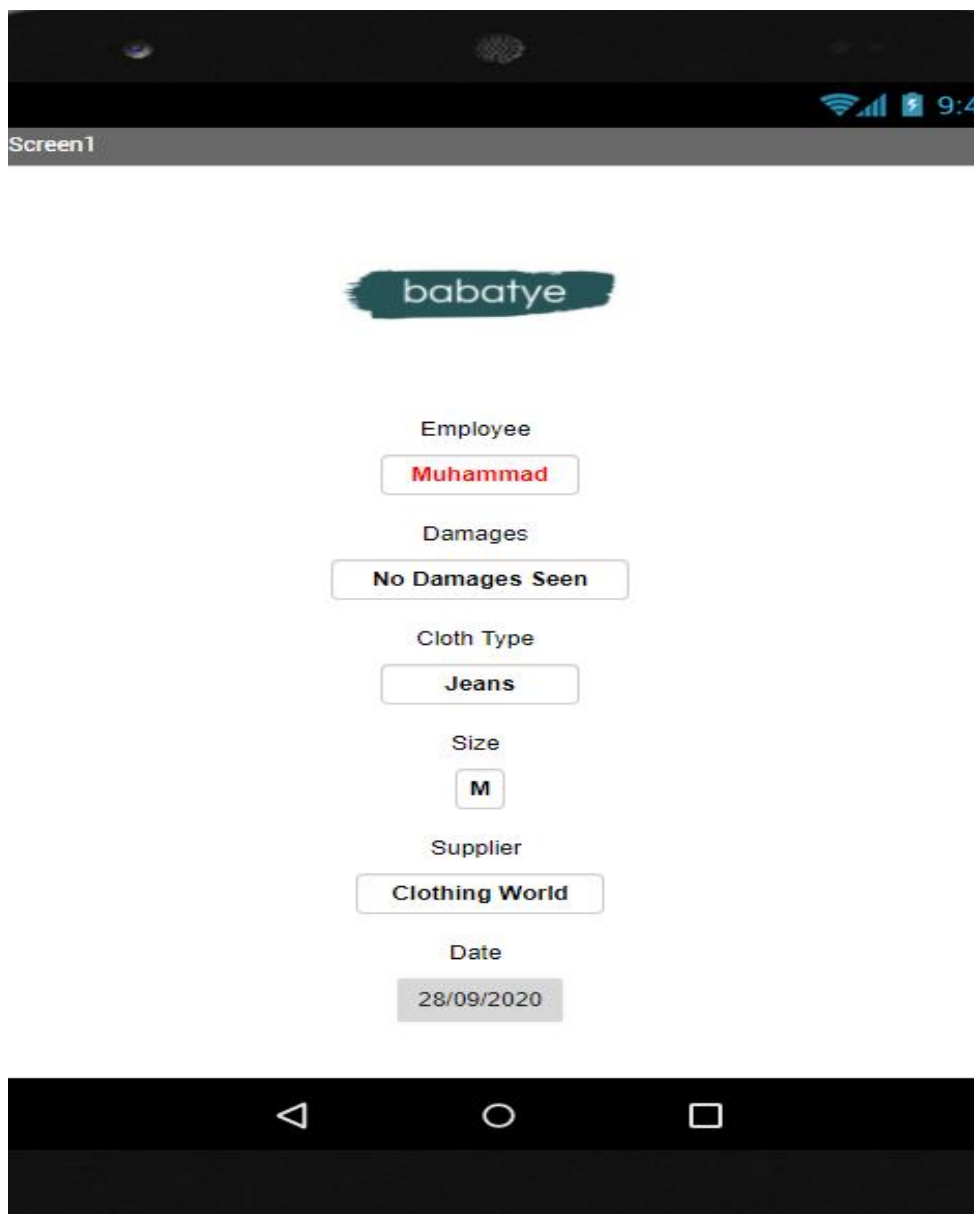 9:4
Screen1
babatye
Employee
Muhammad
Damages
No Damages Seen
Cloth Type
Jeans
Size
M
Supplier
Clothing World
Date
28/09/2020